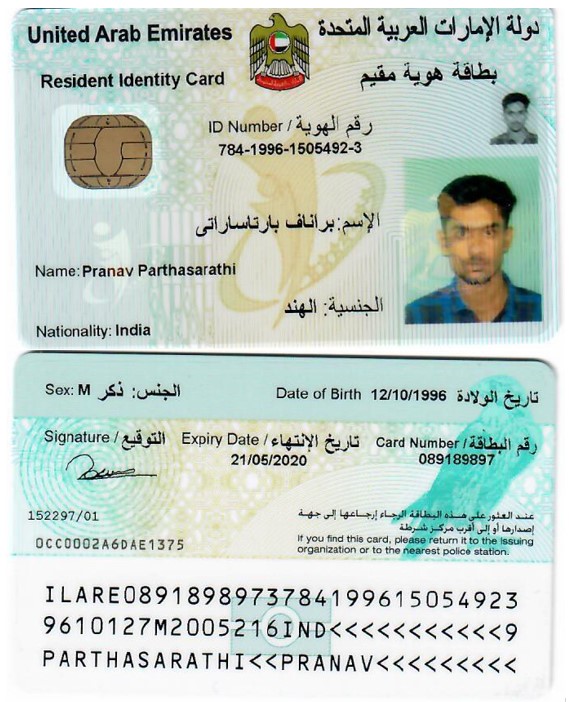 United Arab Emirates دولة الإمارات العربية المتحدة
Resident Identity Card بطاقة هوية مقيم
ID Number / رقم الهوية
784-1996-1505492-3
الإسم: براناف بارتاساراتى
Name: Pranav Parthasarathi
الجنسية: الهند
Nationality: India
Sex: M الجنس: ذكر Date of Birth 12/10/1996 تاريخ الولادة
Signature / التوقيع Expiry Date / تاريخ الإنتهاء Card Number / رقم البطاقة
21/05/2020 089189897
152297/01
عند العثور على هذه البطاقة الرجاء إرجاعها إلى جهة
إصدارها أو إلى أقرب مركز شرطة
OCC0002A6DAE1375
If you find this card, please return it to the issuing
organization or to the nearest police station.
ILARE0891898973784199615054923
9610127M2005216IND<<<<<<<<<<<9
PARTHASARATHI<<PRANAV<<<<<<<<<